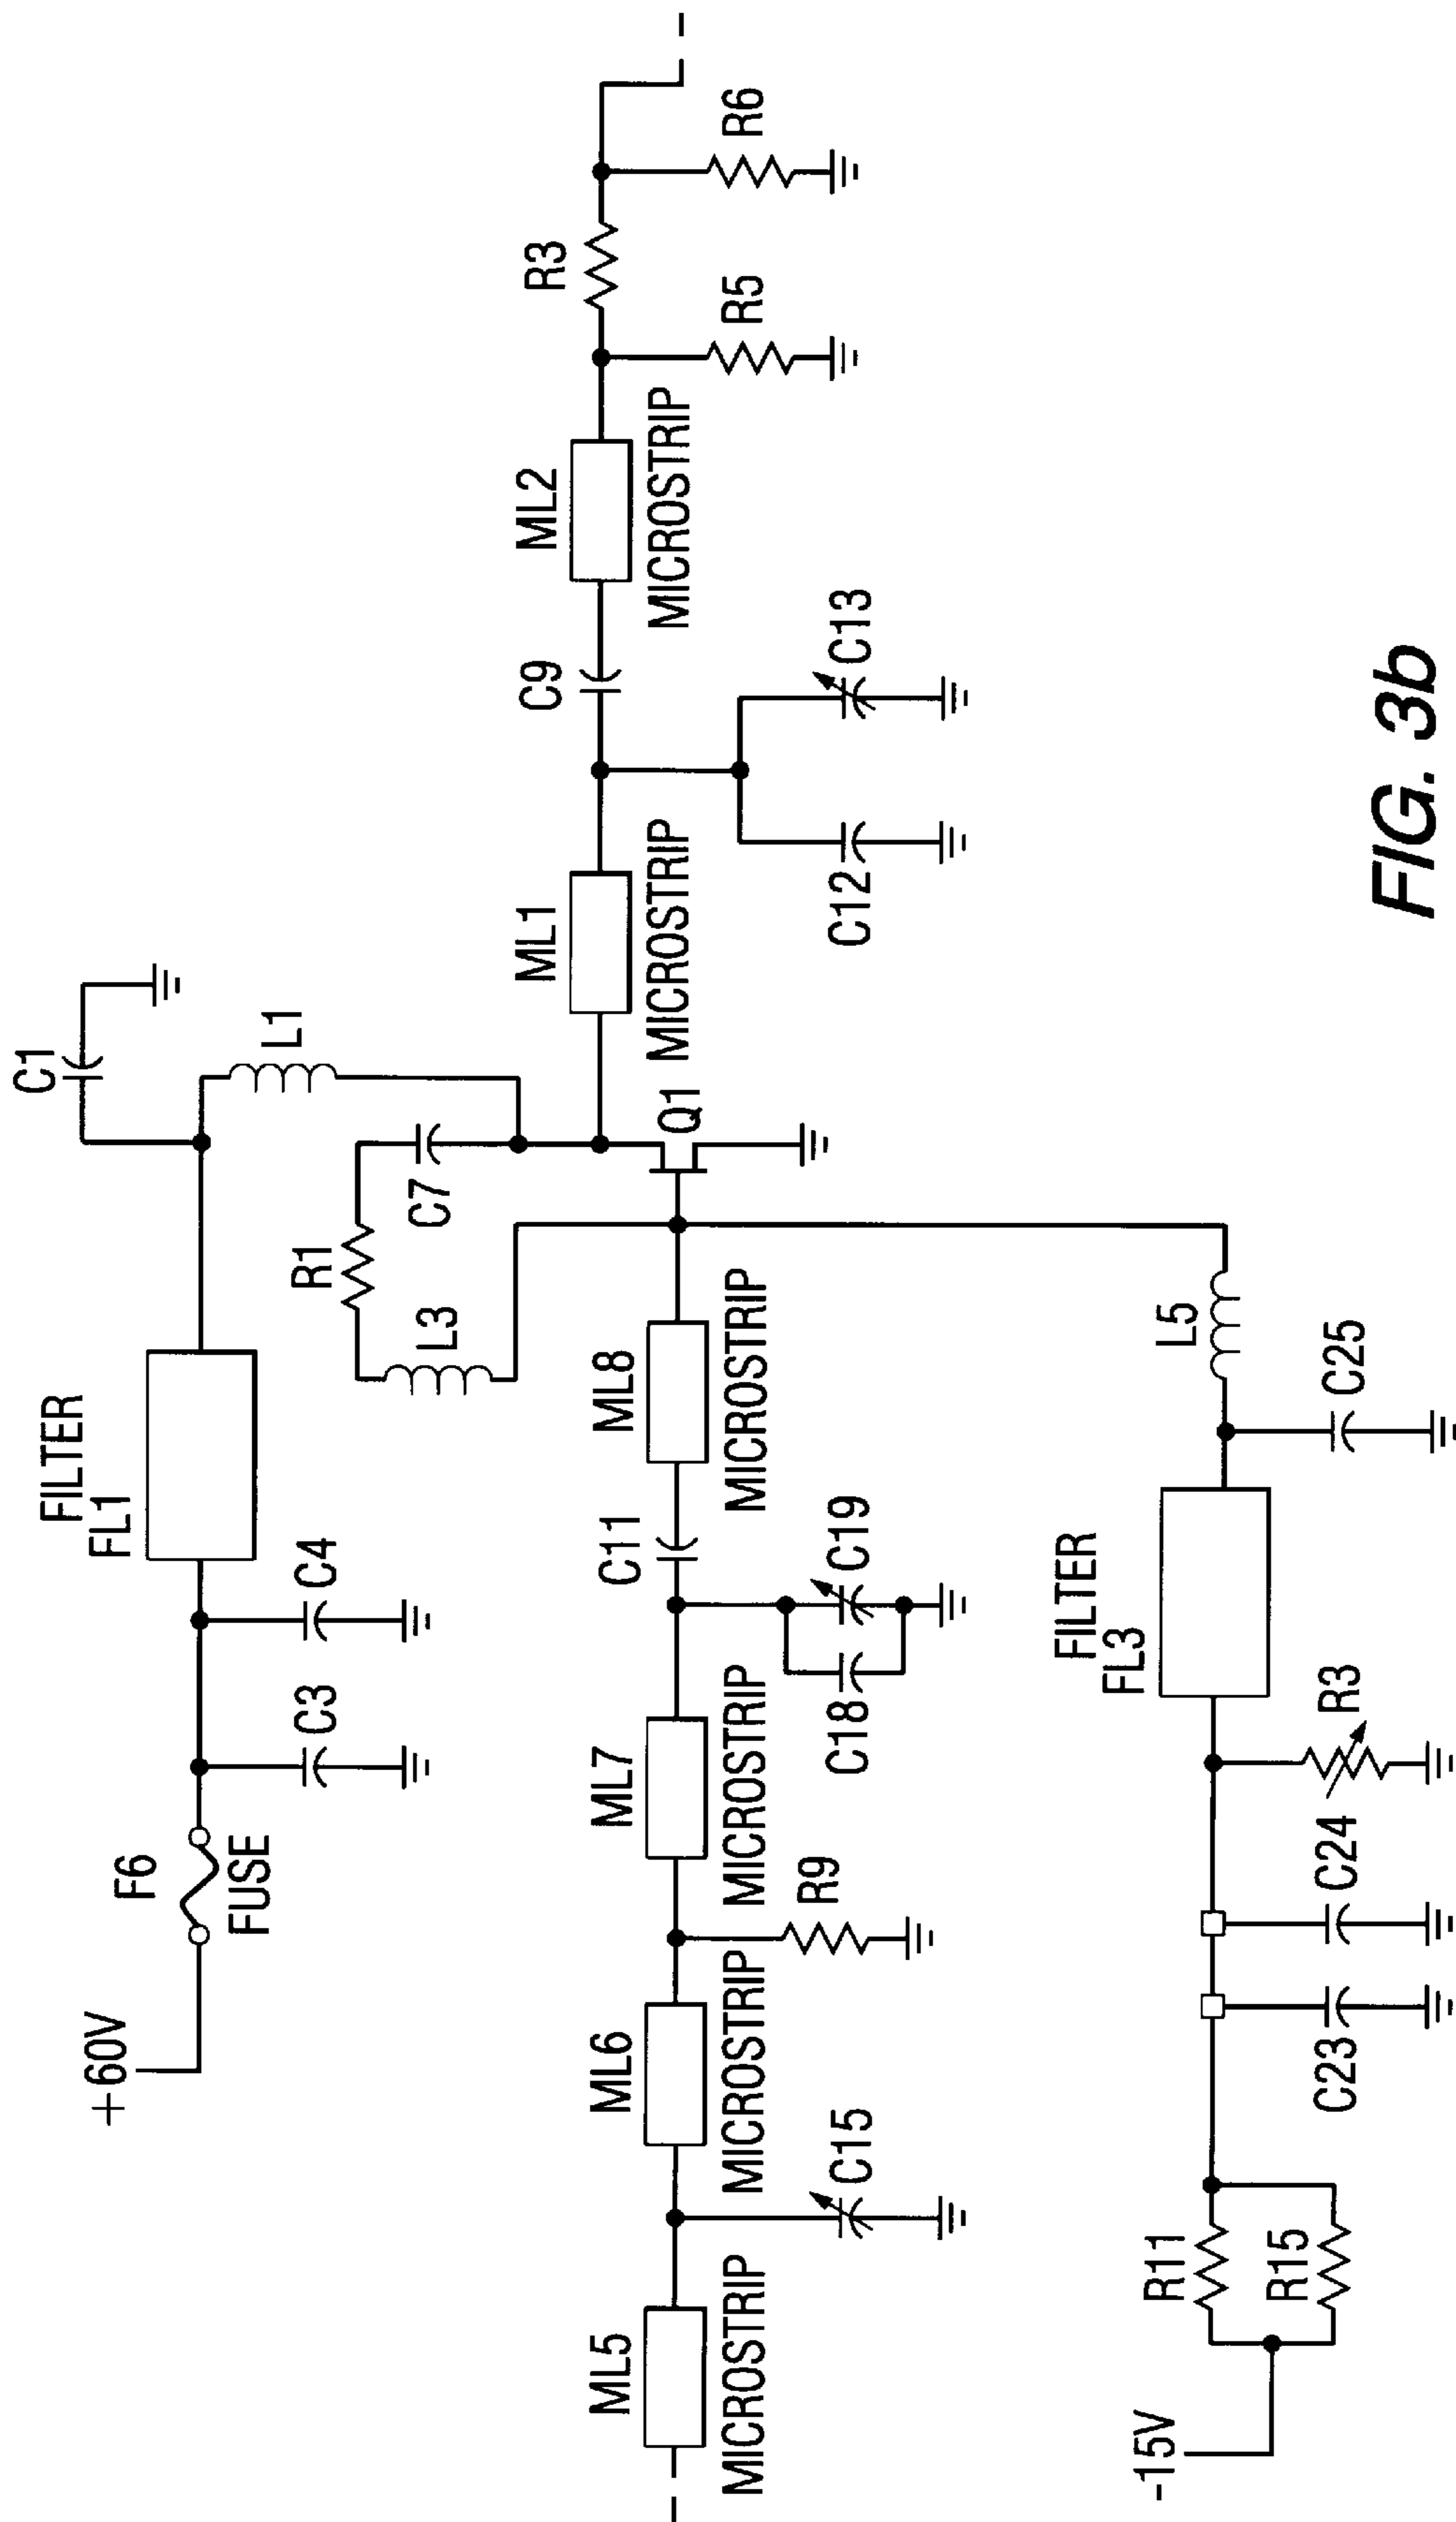 C1
L1
FILTER
FL1
C4
C3
F6
FUSE
+60V
R1
C7
L3
Q1
ML1
MICROSTRIP
C9
ML2
MICROSTRIP
R3
R5
R6
C12
C13
ML5
MICROSTRIP
C15
ML6
MICROSTRIP
R9
ML7
MICROSTRIP
C18
C19
C11
ML8
MICROSTRIP
L5
C25
FILTER
FL3
R3
C24
C23
R11
R15
-15V
FIG. 3b